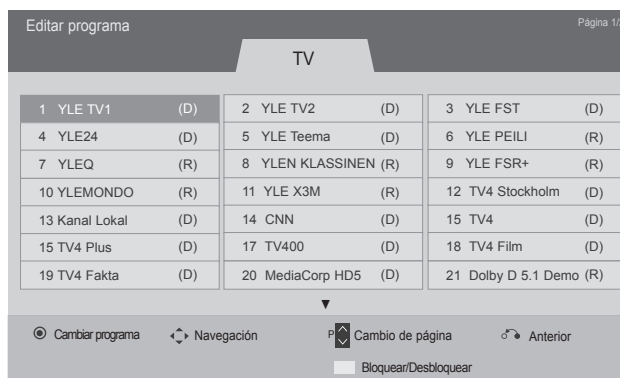 Editar programa Página 1/
TV
1 YLE TV1 (D) 2 YLE TV2 (D) 3 YLE FST (D)
4 YLE24 (D) 5 YLE Teema (D) 6 YLE PEILI (R)
7 YLEQ (R) 8 YLEN KLASSINEN (R) 9 YLE FSR+ (R)
10 YLEMONDO (R) 11 YLE X3M (R) 12 TV4 Stockholm (D)
13 Kanal Lokal (D) 14 CNN (D) 15 TV4 (D)
15 TV4 Plus (D) 17 TV400 (D) 18 TV4 Film (D)
19 TV4 Fakta (D) 20 MediaCorp HD5 (D) 21 Dolby D 5.1 Demo (R)
Cambiar programa Navegación P Cambio de página Anterior
Bloquear/Desbloquear